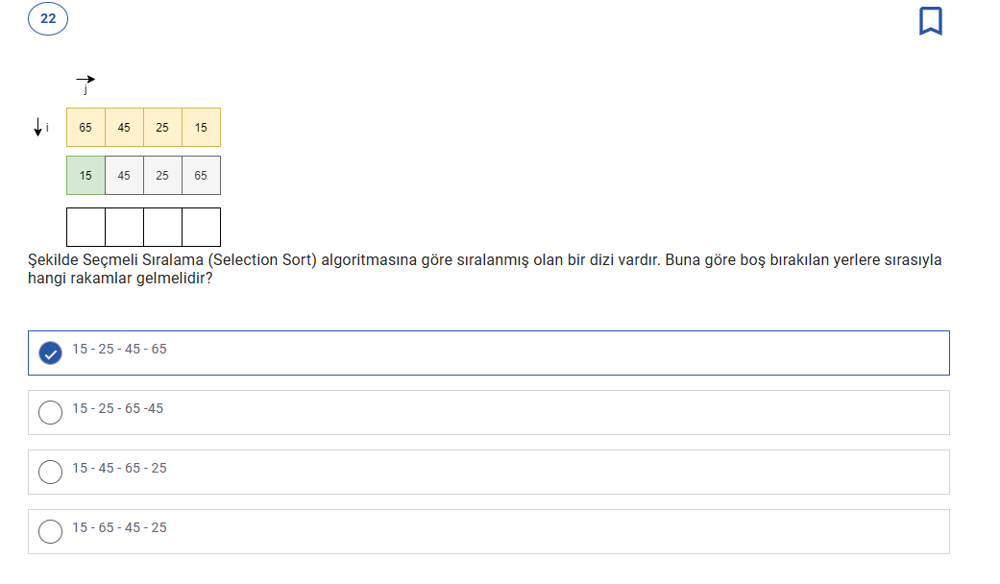 22
j
i
65 45 25 15
15 45 25 65
Şekilde Seçmeli Sıralama (Selection Sort) algoritmasına göre sıralanmış olan bir dizi vardır. Buna göre boş bırakılan yerlere sırasıyla
hangi rakamlar gelmelidir?
15 - 25 - 45 - 65
15 - 25 - 65 -45
15 - 45 - 65 - 25
15 - 65 - 45 - 25